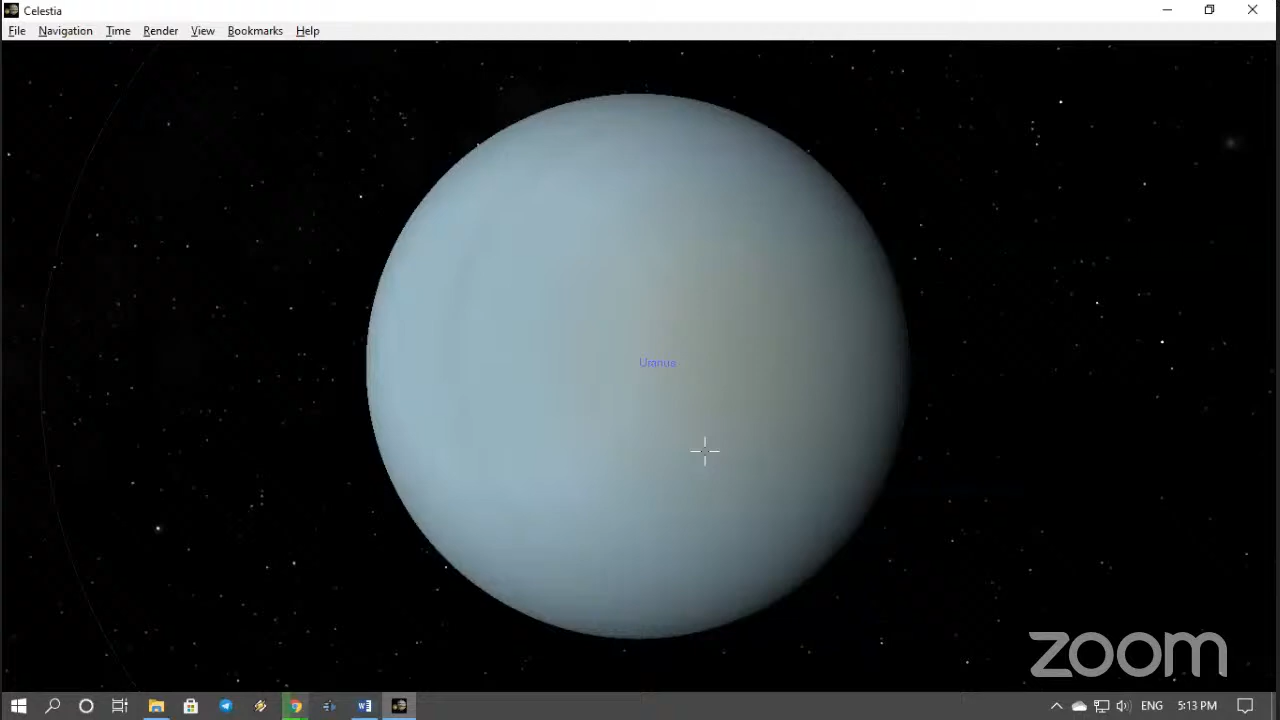 Celestia
File Navigation Time Render View Bookmarks Help
Uranus
zoom
ENG 5:13 PM